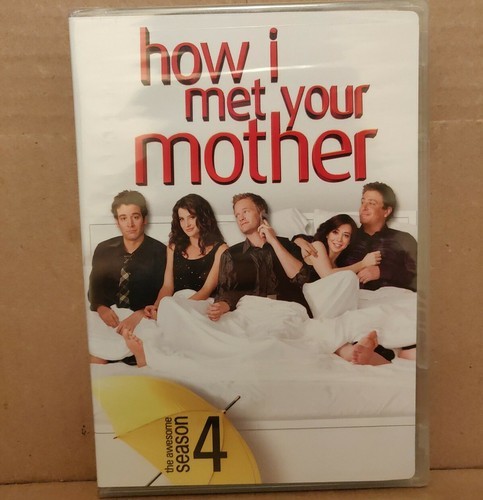 how i
met your
mother
the awesome
season
4